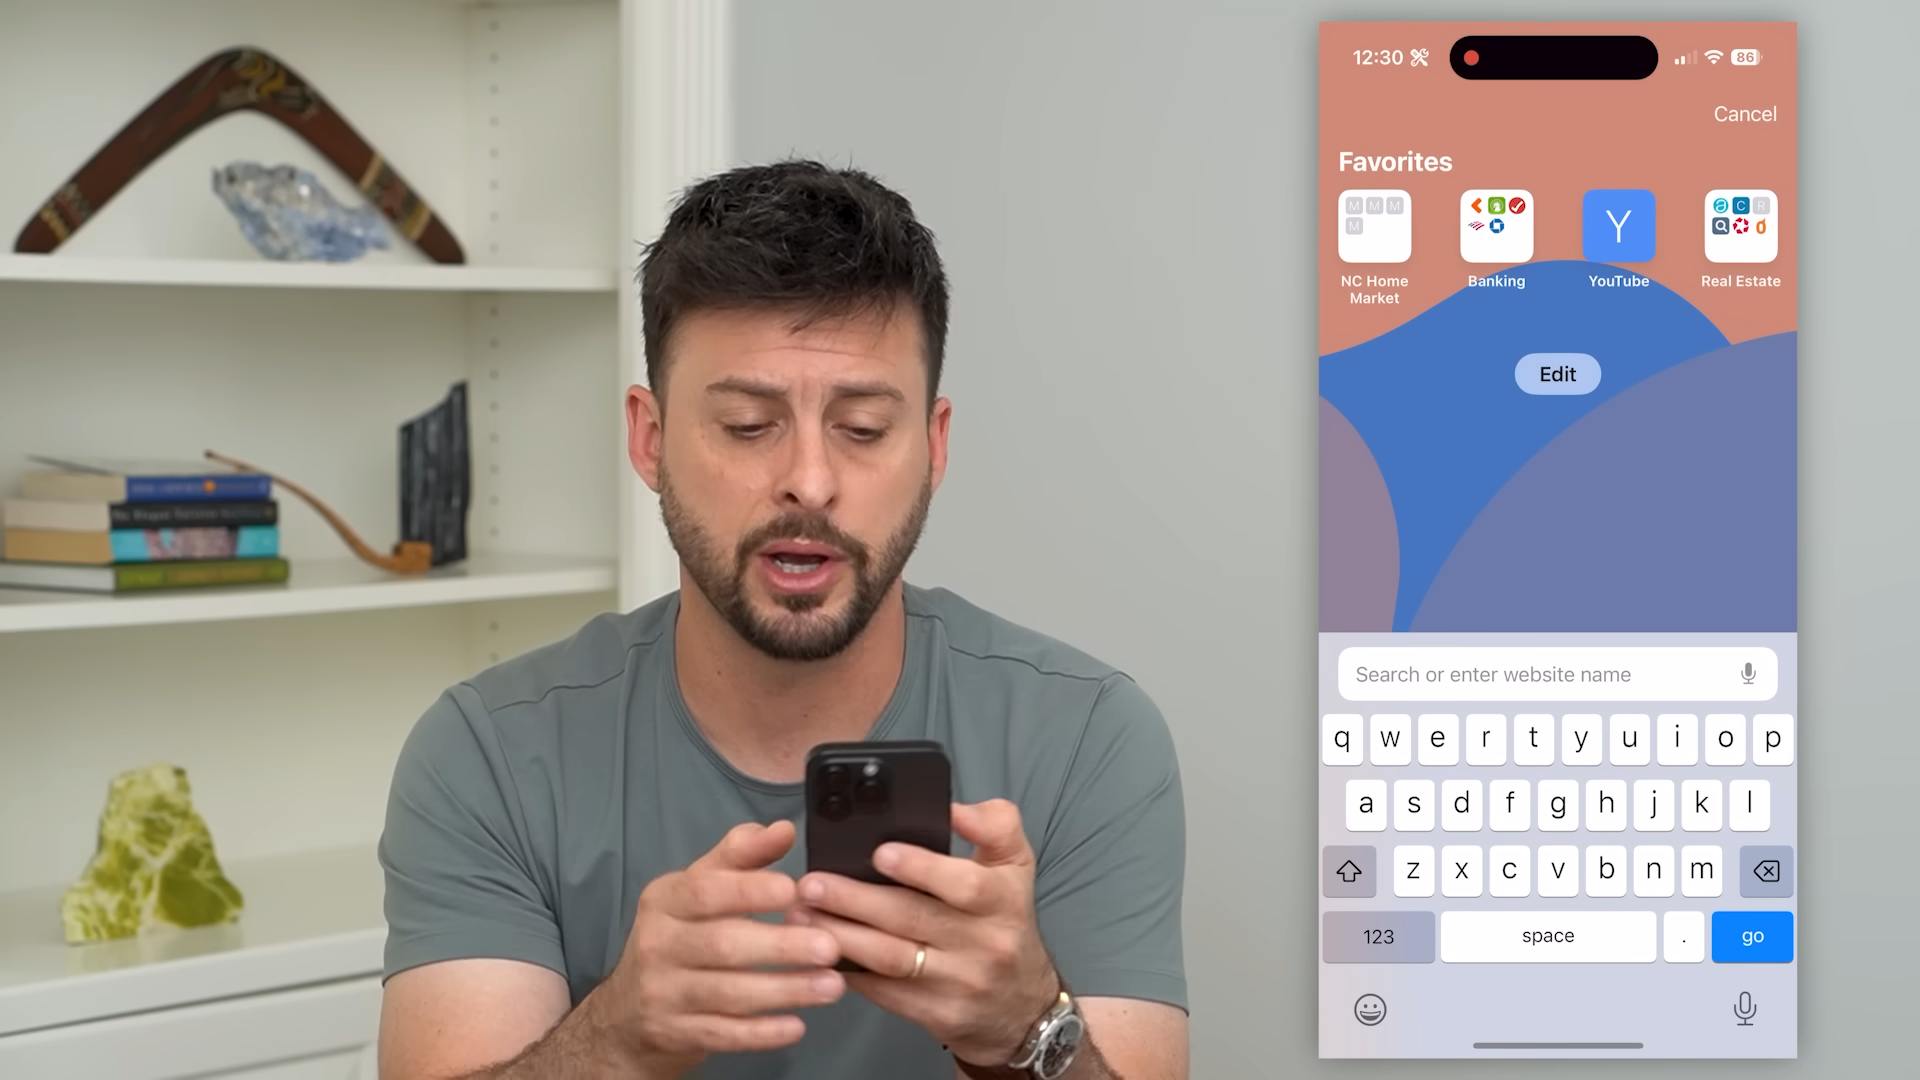 12:30
86
Cancel
Favorites
M M M
M
Y
C R
NC Home
Market
Banking
YouTube
Real Estate
Edit
Search or enter website name
q w e r t y u i o p
a s d f g h j k l
z x c v b n m
123 space . go